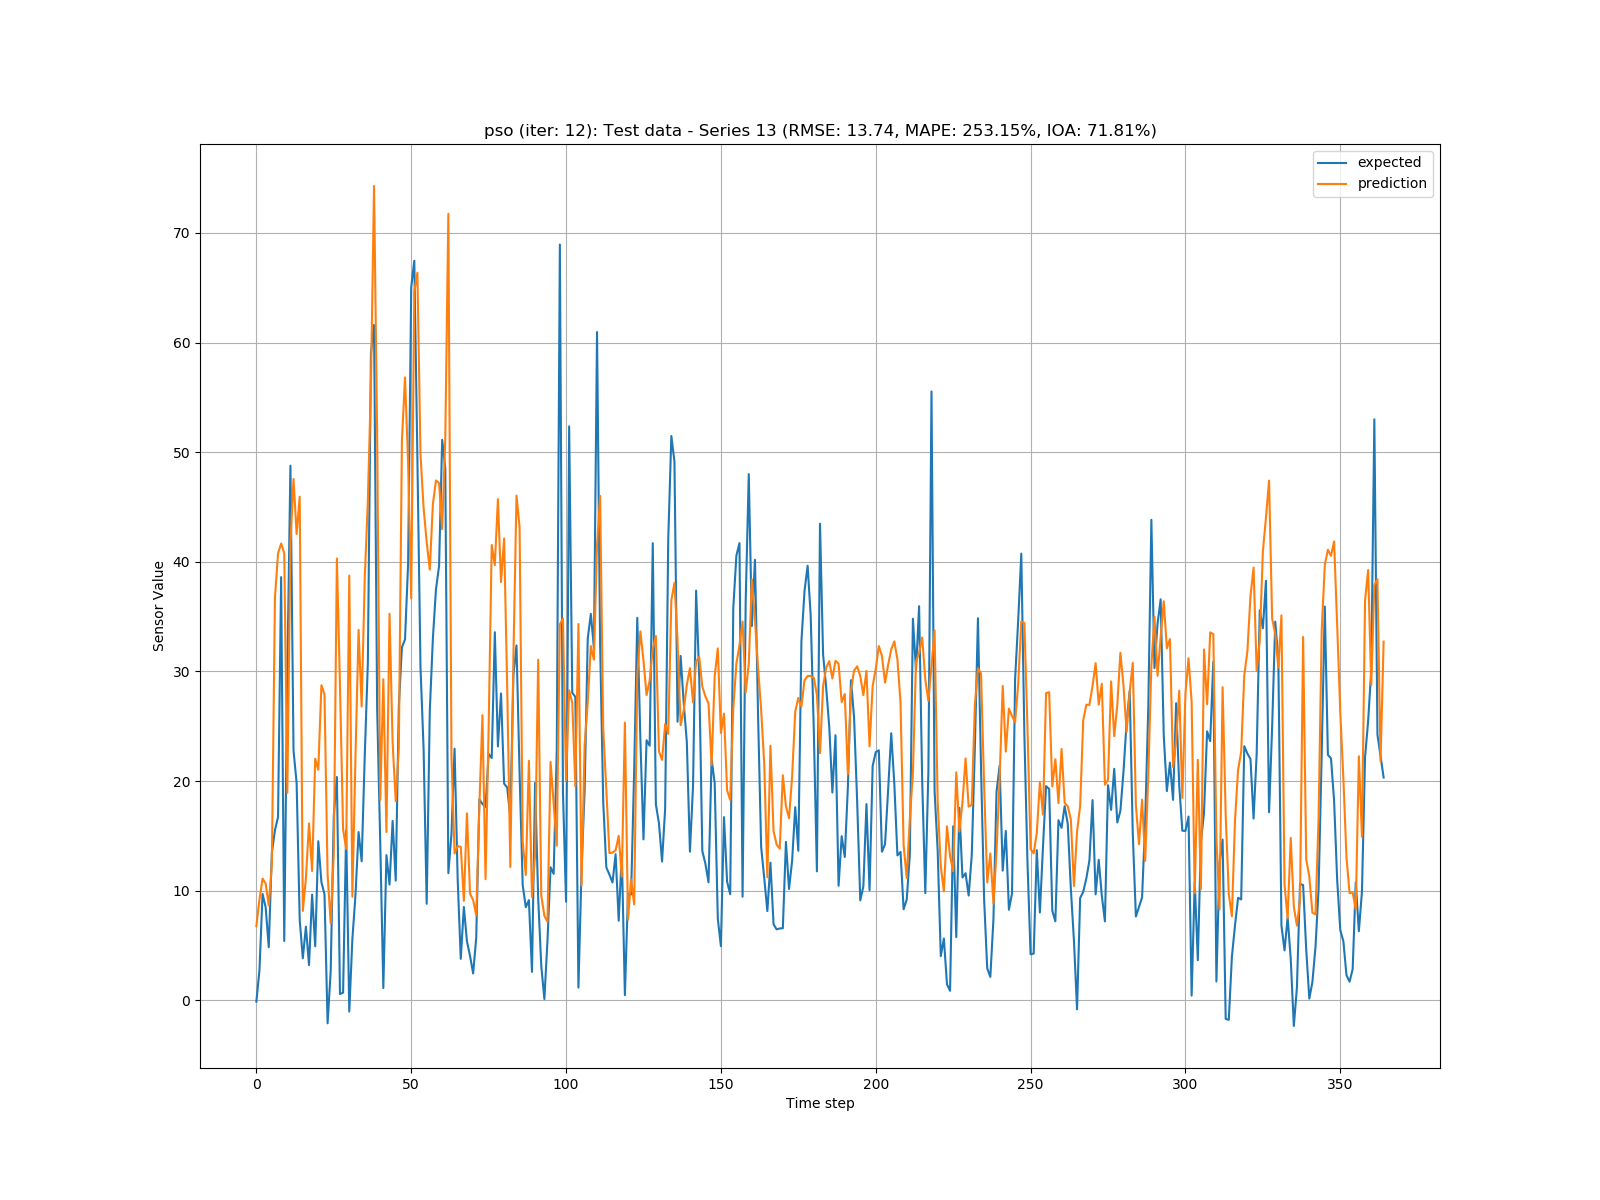 pso (iter: 12): Test data - Series 13 (RMSE: 13.74, MAPE: 253.15%, IOA: 71.81%)
expected
prediction
70
60
50
40
30
20
10
0
Sensor Value
0 50 100 150 200 250 300 350
Time step